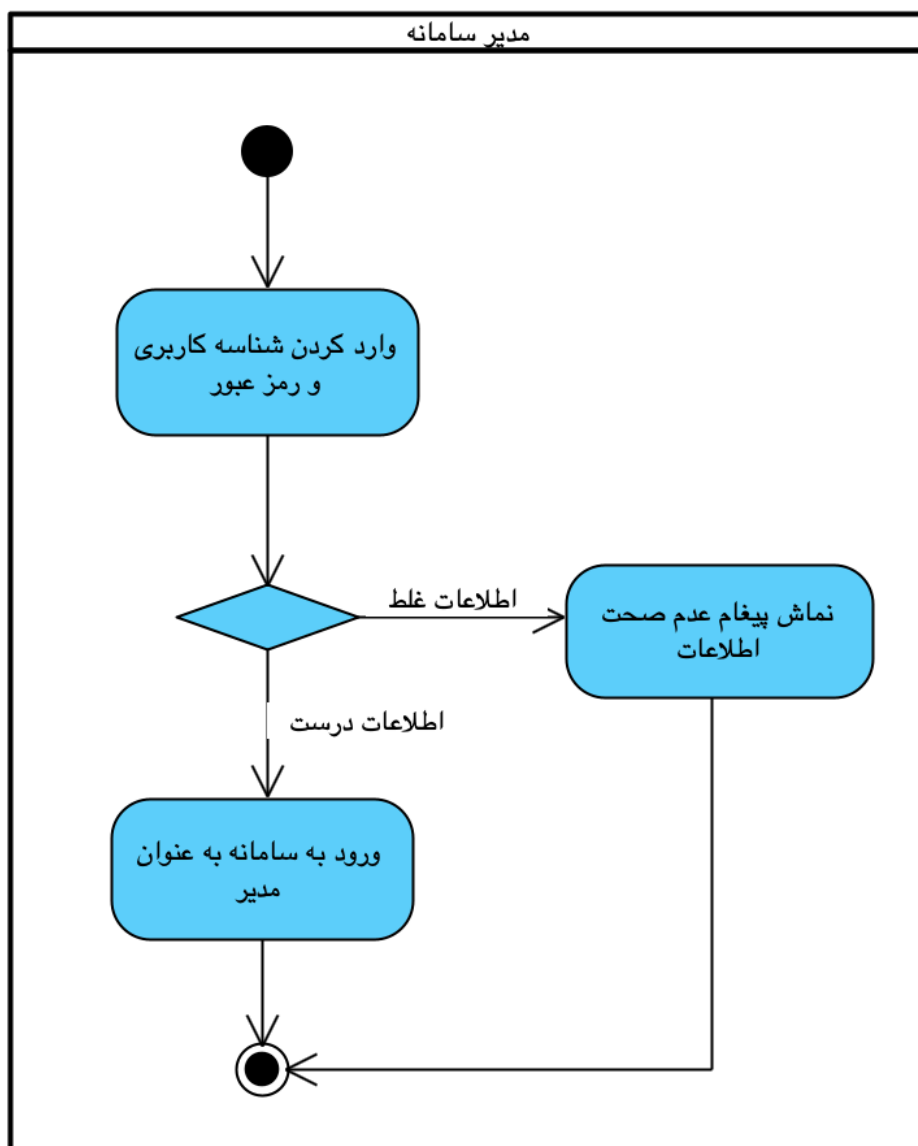 مدیر سامانه
وارد کردن شناسه کاربری
و رمز عبور
اطلاعات غلط
نماش پیغام عدم صحت
اطلاعات
اطلاعات درست
ورود به سامانه به عنوان
مدیر